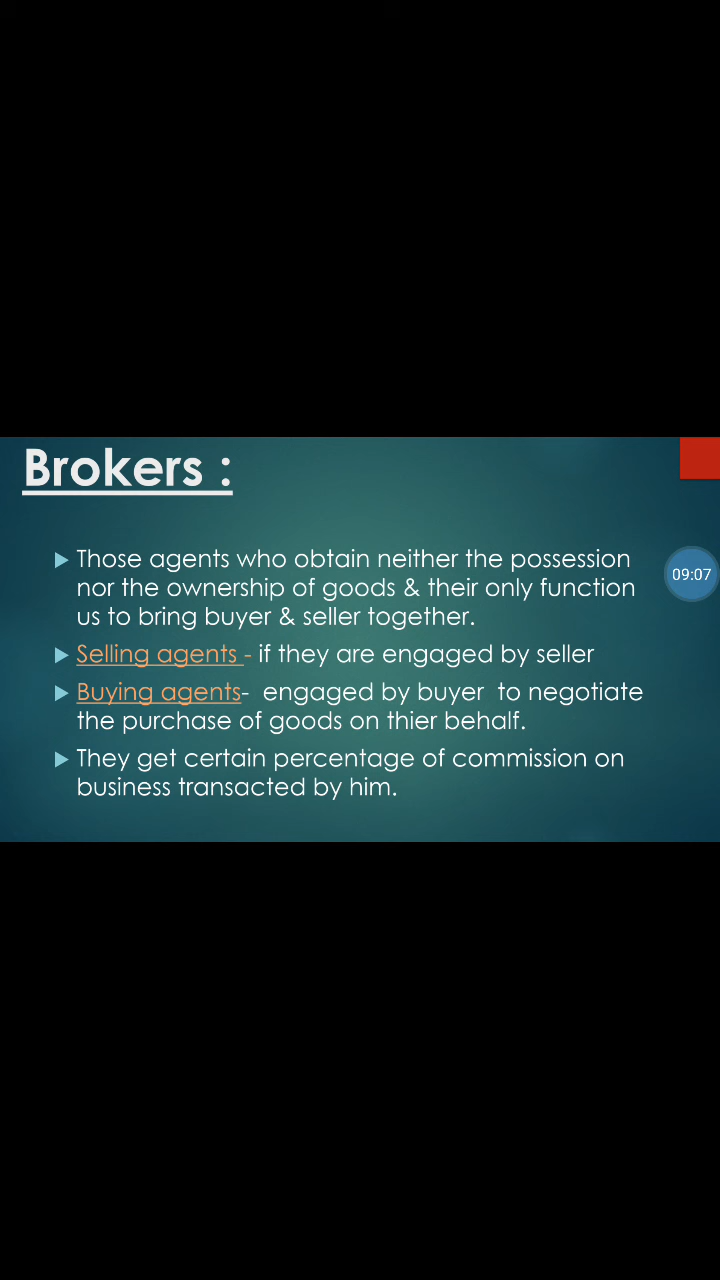 Brokers :
Those agents who obtain neither the possession
nor the ownership of goods & their only function
us to bring buyer & seller together.
09:07
Selling agents - if they are engaged by seller
Buying agents-  engaged by buyer  to negotiate
the purchase of goods on thier behalf.
They get certain percentage of commission on
business transacted by him.